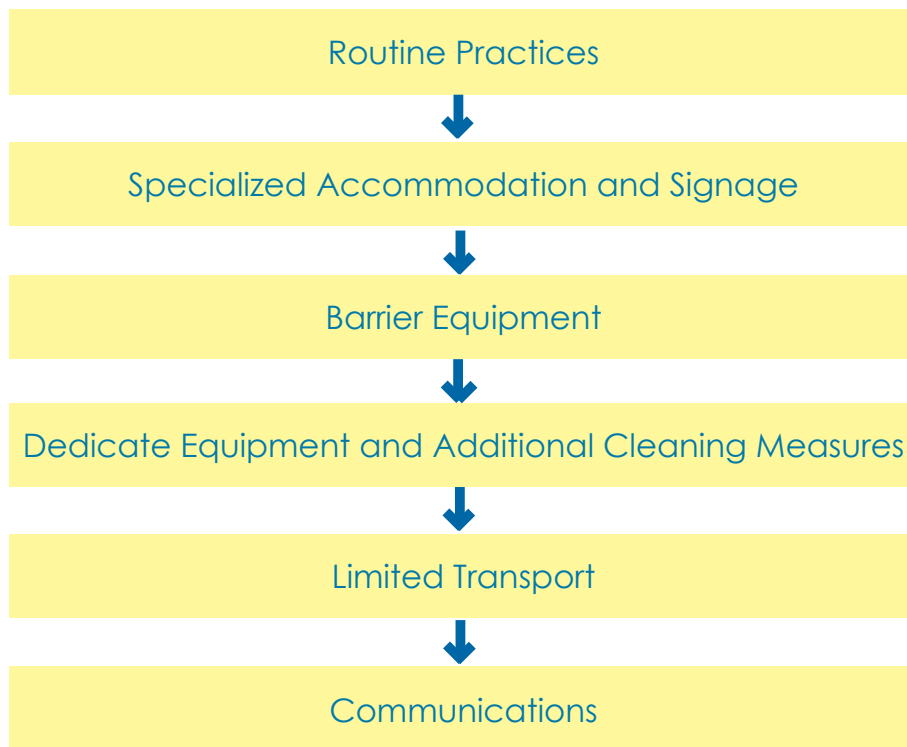 Routine Practices
Specialized Accommodation and Signage
Barrier Equipment
Dedicate Equipment and Additional Cleaning Measures
Limited Transport
Communications